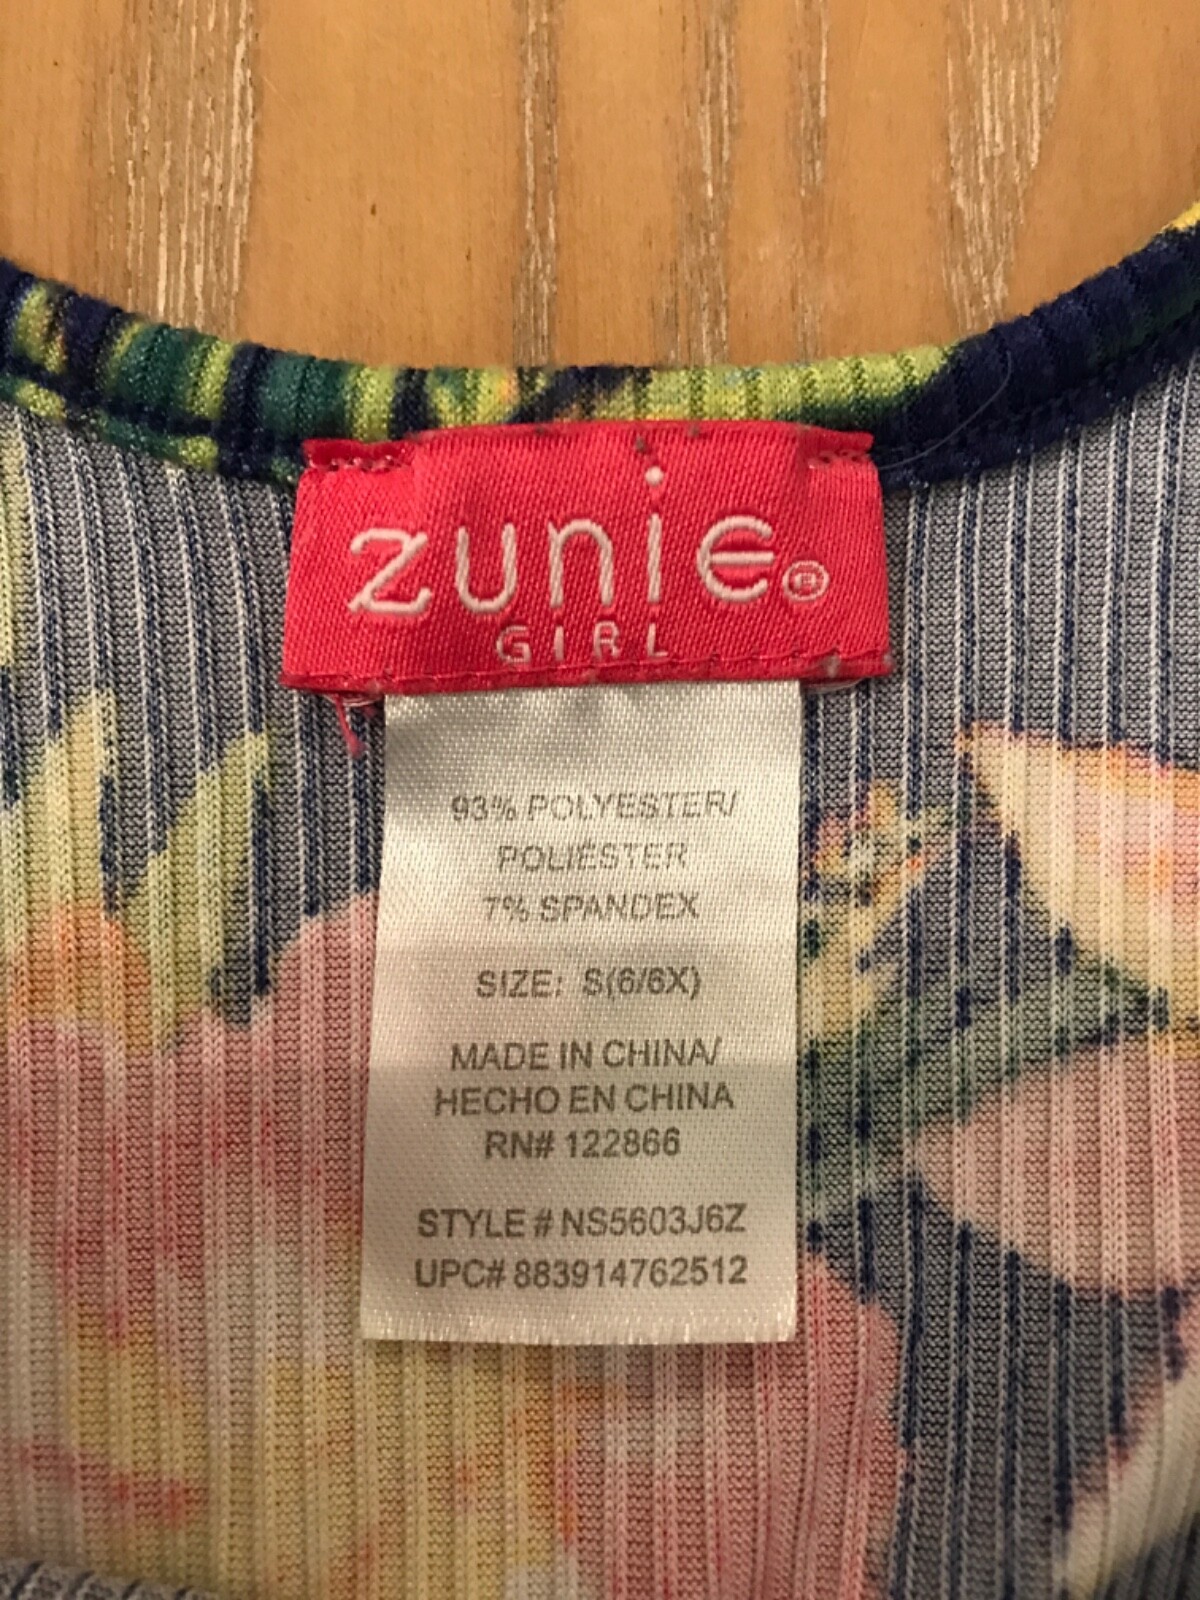 zunie®
GIRL
93% POLYESTER/
POLIÉSTER
7% SPANDEX
SIZE: S(6/6X)
MADE IN CHINA/
HECHO EN CHINA
RN# 122866
STYLE # NS5603J6Z
UPC# 883914762512